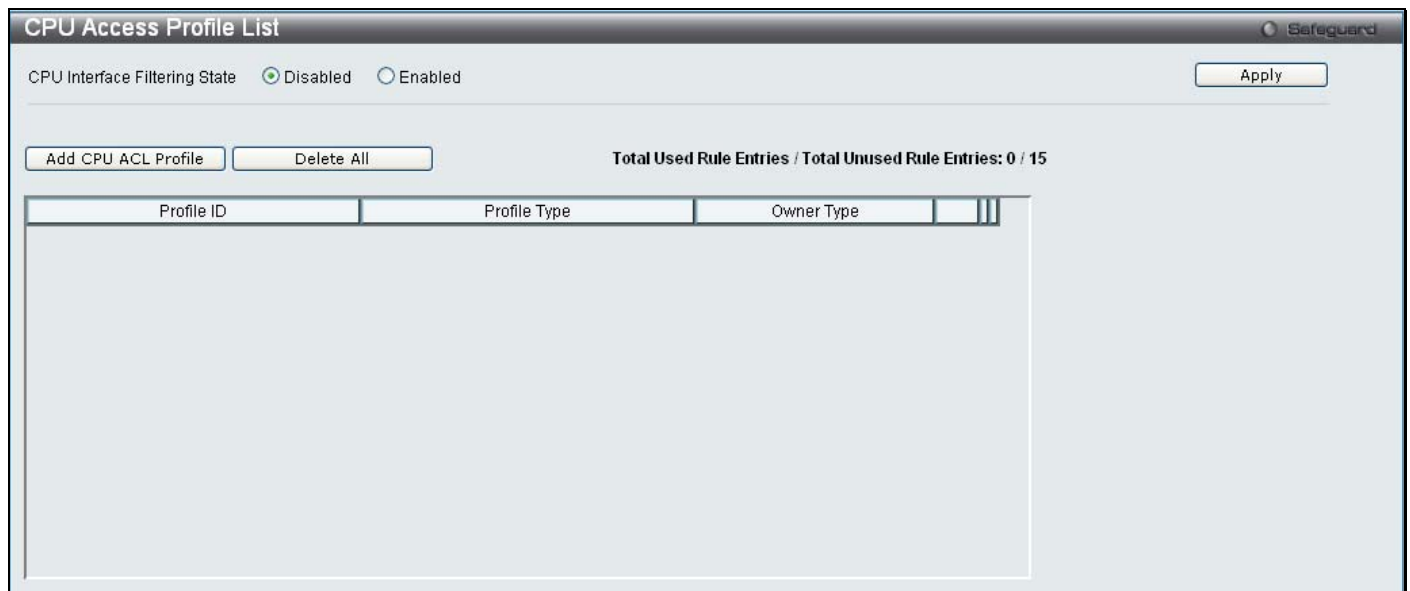 CPU Access Profile List
Safeguard
CPU Interface Filtering State Disabled Enabled Apply
Add CPU ACL Profile Delete All Total Used Rule Entries / Total Unused Rule Entries: 0 / 15
Profile ID Profile Type Owner Type